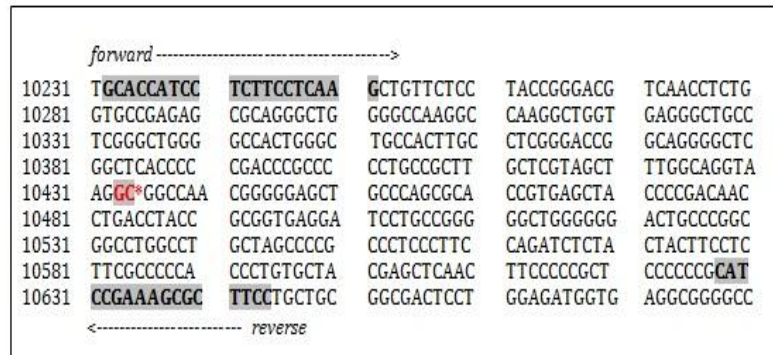 forward -------------------------------------->
10231 TGCACCATCC TCTTCCTCAA GCTGTTCTCC TACCGGGACG TCAACCTCTG
10281 GTGCCGAGAG CGCAGGGCTG GGGCCAAGGC CAAGGCTGGT GAGGGCTGCC
10331 TCGGGCTGGG GCCACTGGGC TGCCACTTGC CTCGGGACCG GCAGGGGCTC
10381 GGCTCACCCC CGACCCGCCC CCTGCCGCTT GCTCGTAGCT TTGGCAGGTA
10431 AGGC*GGCCAA CGGGGGAGCT GCCCAGCGCA CCGTGAGCTA CCCCGACAAC
10481 CTGACCTACC GCGGTGAGGA TCCTGCCGGG GGCTGGGGGG ACTGCCCGGC
10531 GGCCTGGCCT GCTAGCCCCG CCCTCCCTTC CAGATCTCTA CTACTTCCTC
10581 TTCGCCCCCA CCCTGTGCTA CGAGCTCAAC TTCCCCCGCT CCCCCCGCAT
10631 CCGAAAGCGC TTCCTGCTGC GGCGACTCCT GGAGATGGTG AGGCGGGGCC
<------------------------- reverse